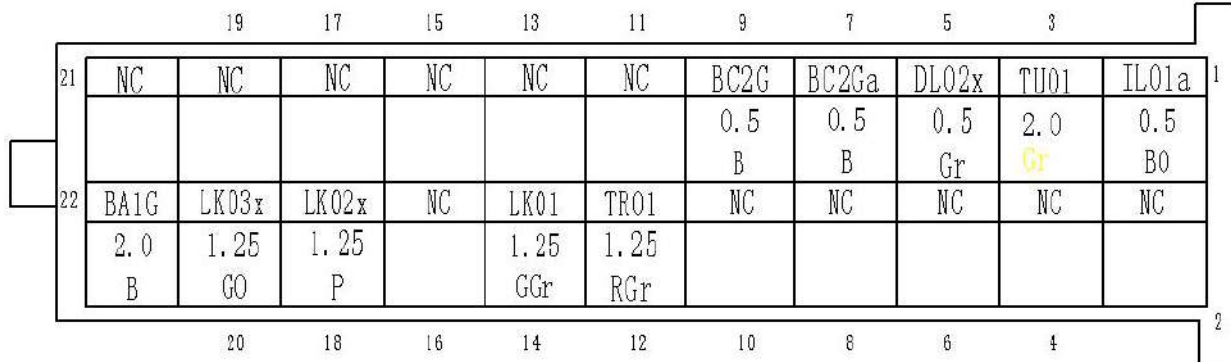 19 17 15 13 11 9 7 5 3
21 NC NC NC NC NC NC BC2G BC2Ga DL02x TU01 IL01a 1
0.5 0.5 0.5 2.0 0.5
B B Gr Gr BO
22 BA1G LK03x LK02x NC LK01 TR01 NC NC NC NC NC
2.0 1.25 1.25 1.25 1.25
B GO P GGr RGr
2
20 18 16 14 12 10 8 6 4